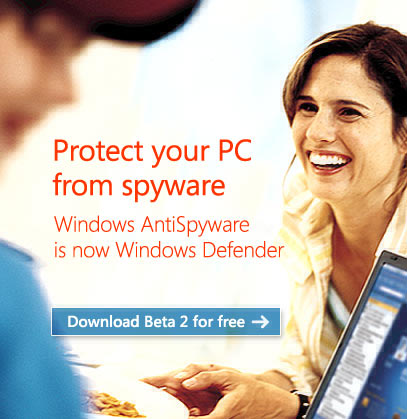 Protect your PC
from spyware
Windows AntiSpyware
is now Windows Defender
Download Beta 2 for free →